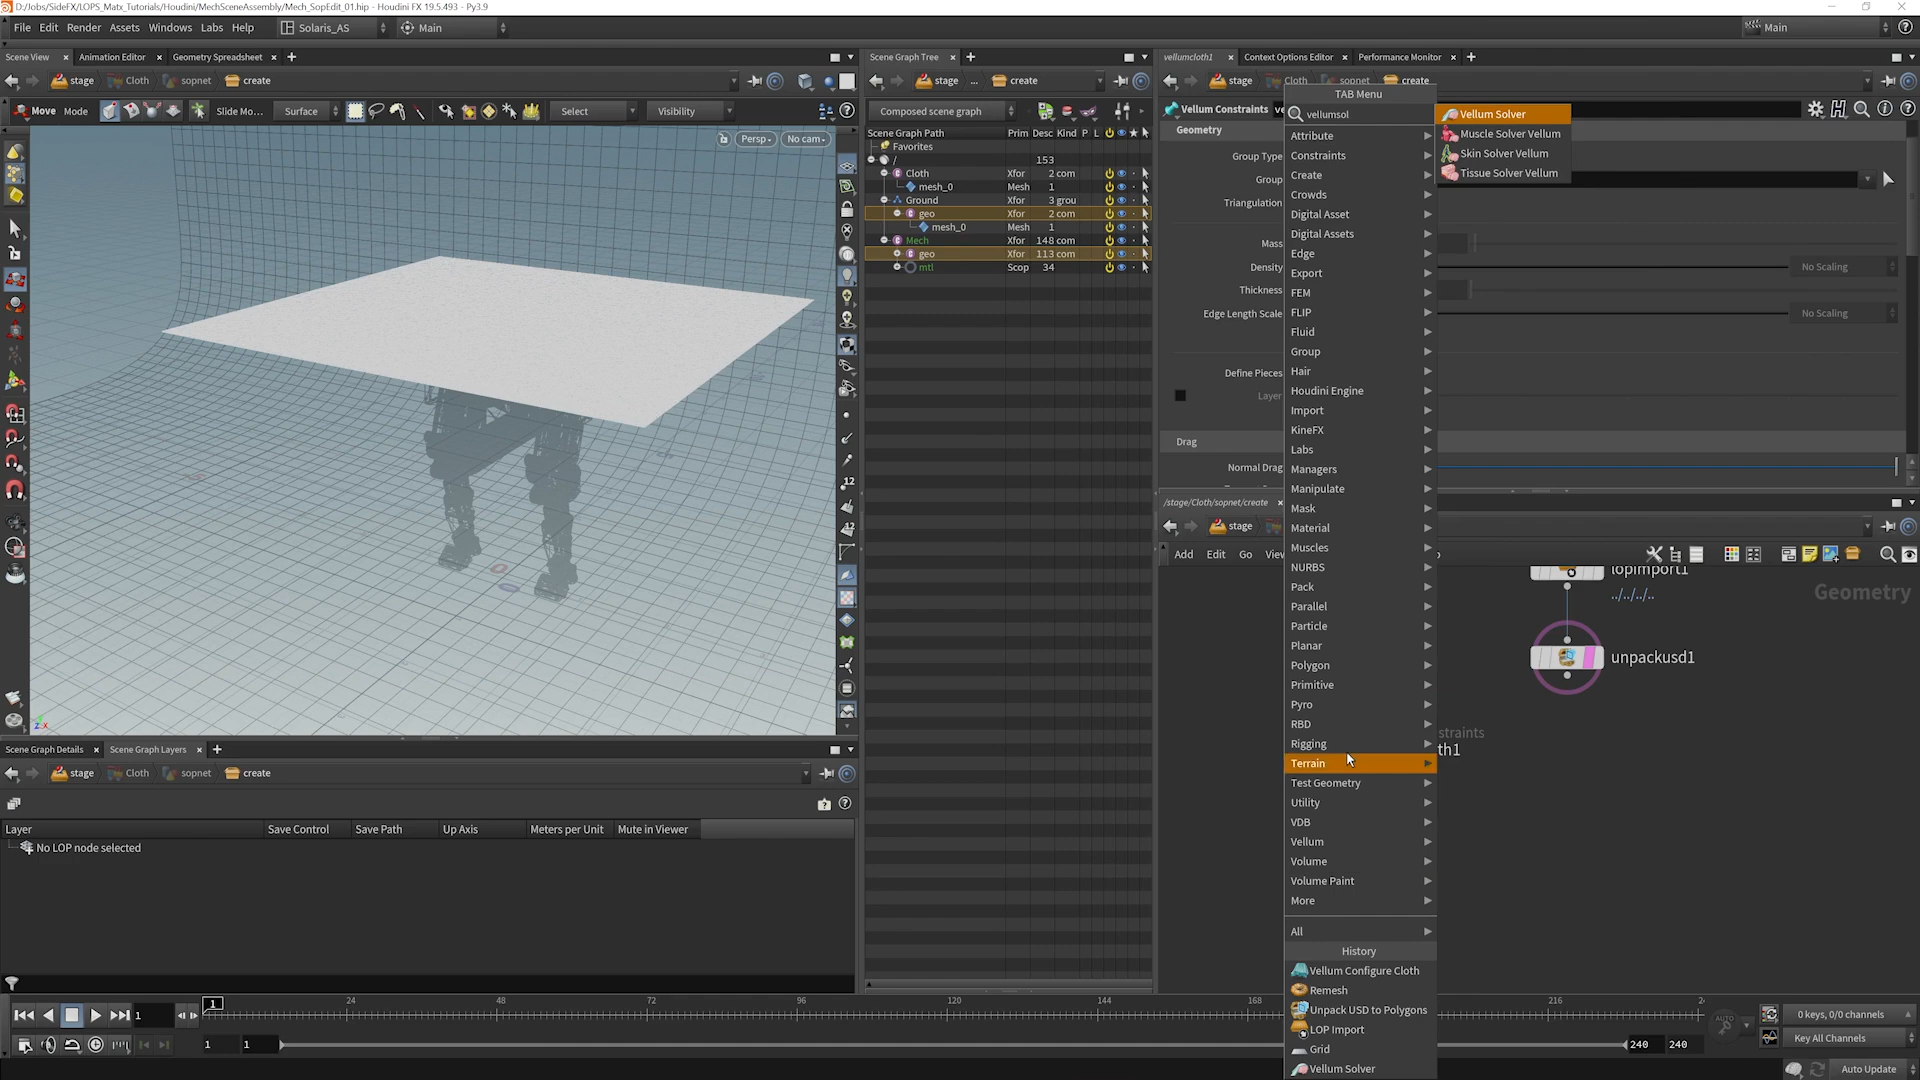 D:/Jobs/SideFX/LOPS_Matx_Tutorials/Houdini/MechSceneAssembly/Mech_SopEdit_01.hip - Houdini FX 19.5.493 - Py3.9
File Edit Render Assets Windows Labs Help Solaris_AS Main Main
Scene View Animation Editor Geometry Spreadsheet
stage Cloth sopnet create
Move Mode Slide Mo... Surface Select Visibility
Persp No cam
12
12
Scene Graph Tree
stage ... create
Composed scene graph
Scene Graph Path Prim Desc Kind P L
Favorites
/ 153
Cloth Xfor 2 com
mesh_0 Mesh 1
Ground Xfor 3 grou
geo Xfor 2 com
mesh_0 Mesh 1
Mech Xfor 148 com
geo Xfor 113 com
mtl Scop 34
vellumcloth1 Context Options Editor Performance Monitor
stage Cloth sopnet create
Vellum Constraints ve
Geometry
Group Type
Group
Triangulation
Mass
Density No Scaling
Thickness
Edge Length Scale No Scaling
Define Pieces
Layer
Drag
Normal Drag
TAB Menu
vellumsol
Attribute
Constraints
Create
Crowds
Digital Asset
Digital Assets
Edge
Export
FEM
FLIP
Fluid
Group
Hair
Houdini Engine
Import
KineFX
Labs
Managers
Manipulate
Mask
Material
Muscles
NURBS
Pack
Parallel
Particle
Planar
Polygon
Primitive
Pyro
RBD
Rigging
Terrain
Test Geometry
Utility
VDB
Vellum
Volume
Volume Paint
More
All
History
Vellum Configure Cloth
Remesh
Unpack USD to Polygons
LOP Import
Grid
Vellum Solver
Vellum Solver
Muscle Solver Vellum
Skin Solver Vellum
Tissue Solver Vellum
/stage/Cloth/sopnet/create
stage
Add Edit Go Vie
lopimport1
../../../..
Geometry
unpackusd1
straints
th1
Scene Graph Details Scene Graph Layers
stage Cloth sopnet create
Layer Save Control Save Path Up Axis Meters per Unit Mute in Viewer
No LOP node selected
1 1 24 48 72 96 120 144 168 216
1 1 240 240
AUTO
0 keys, 0/0 channels
Key All Channels
Auto Update